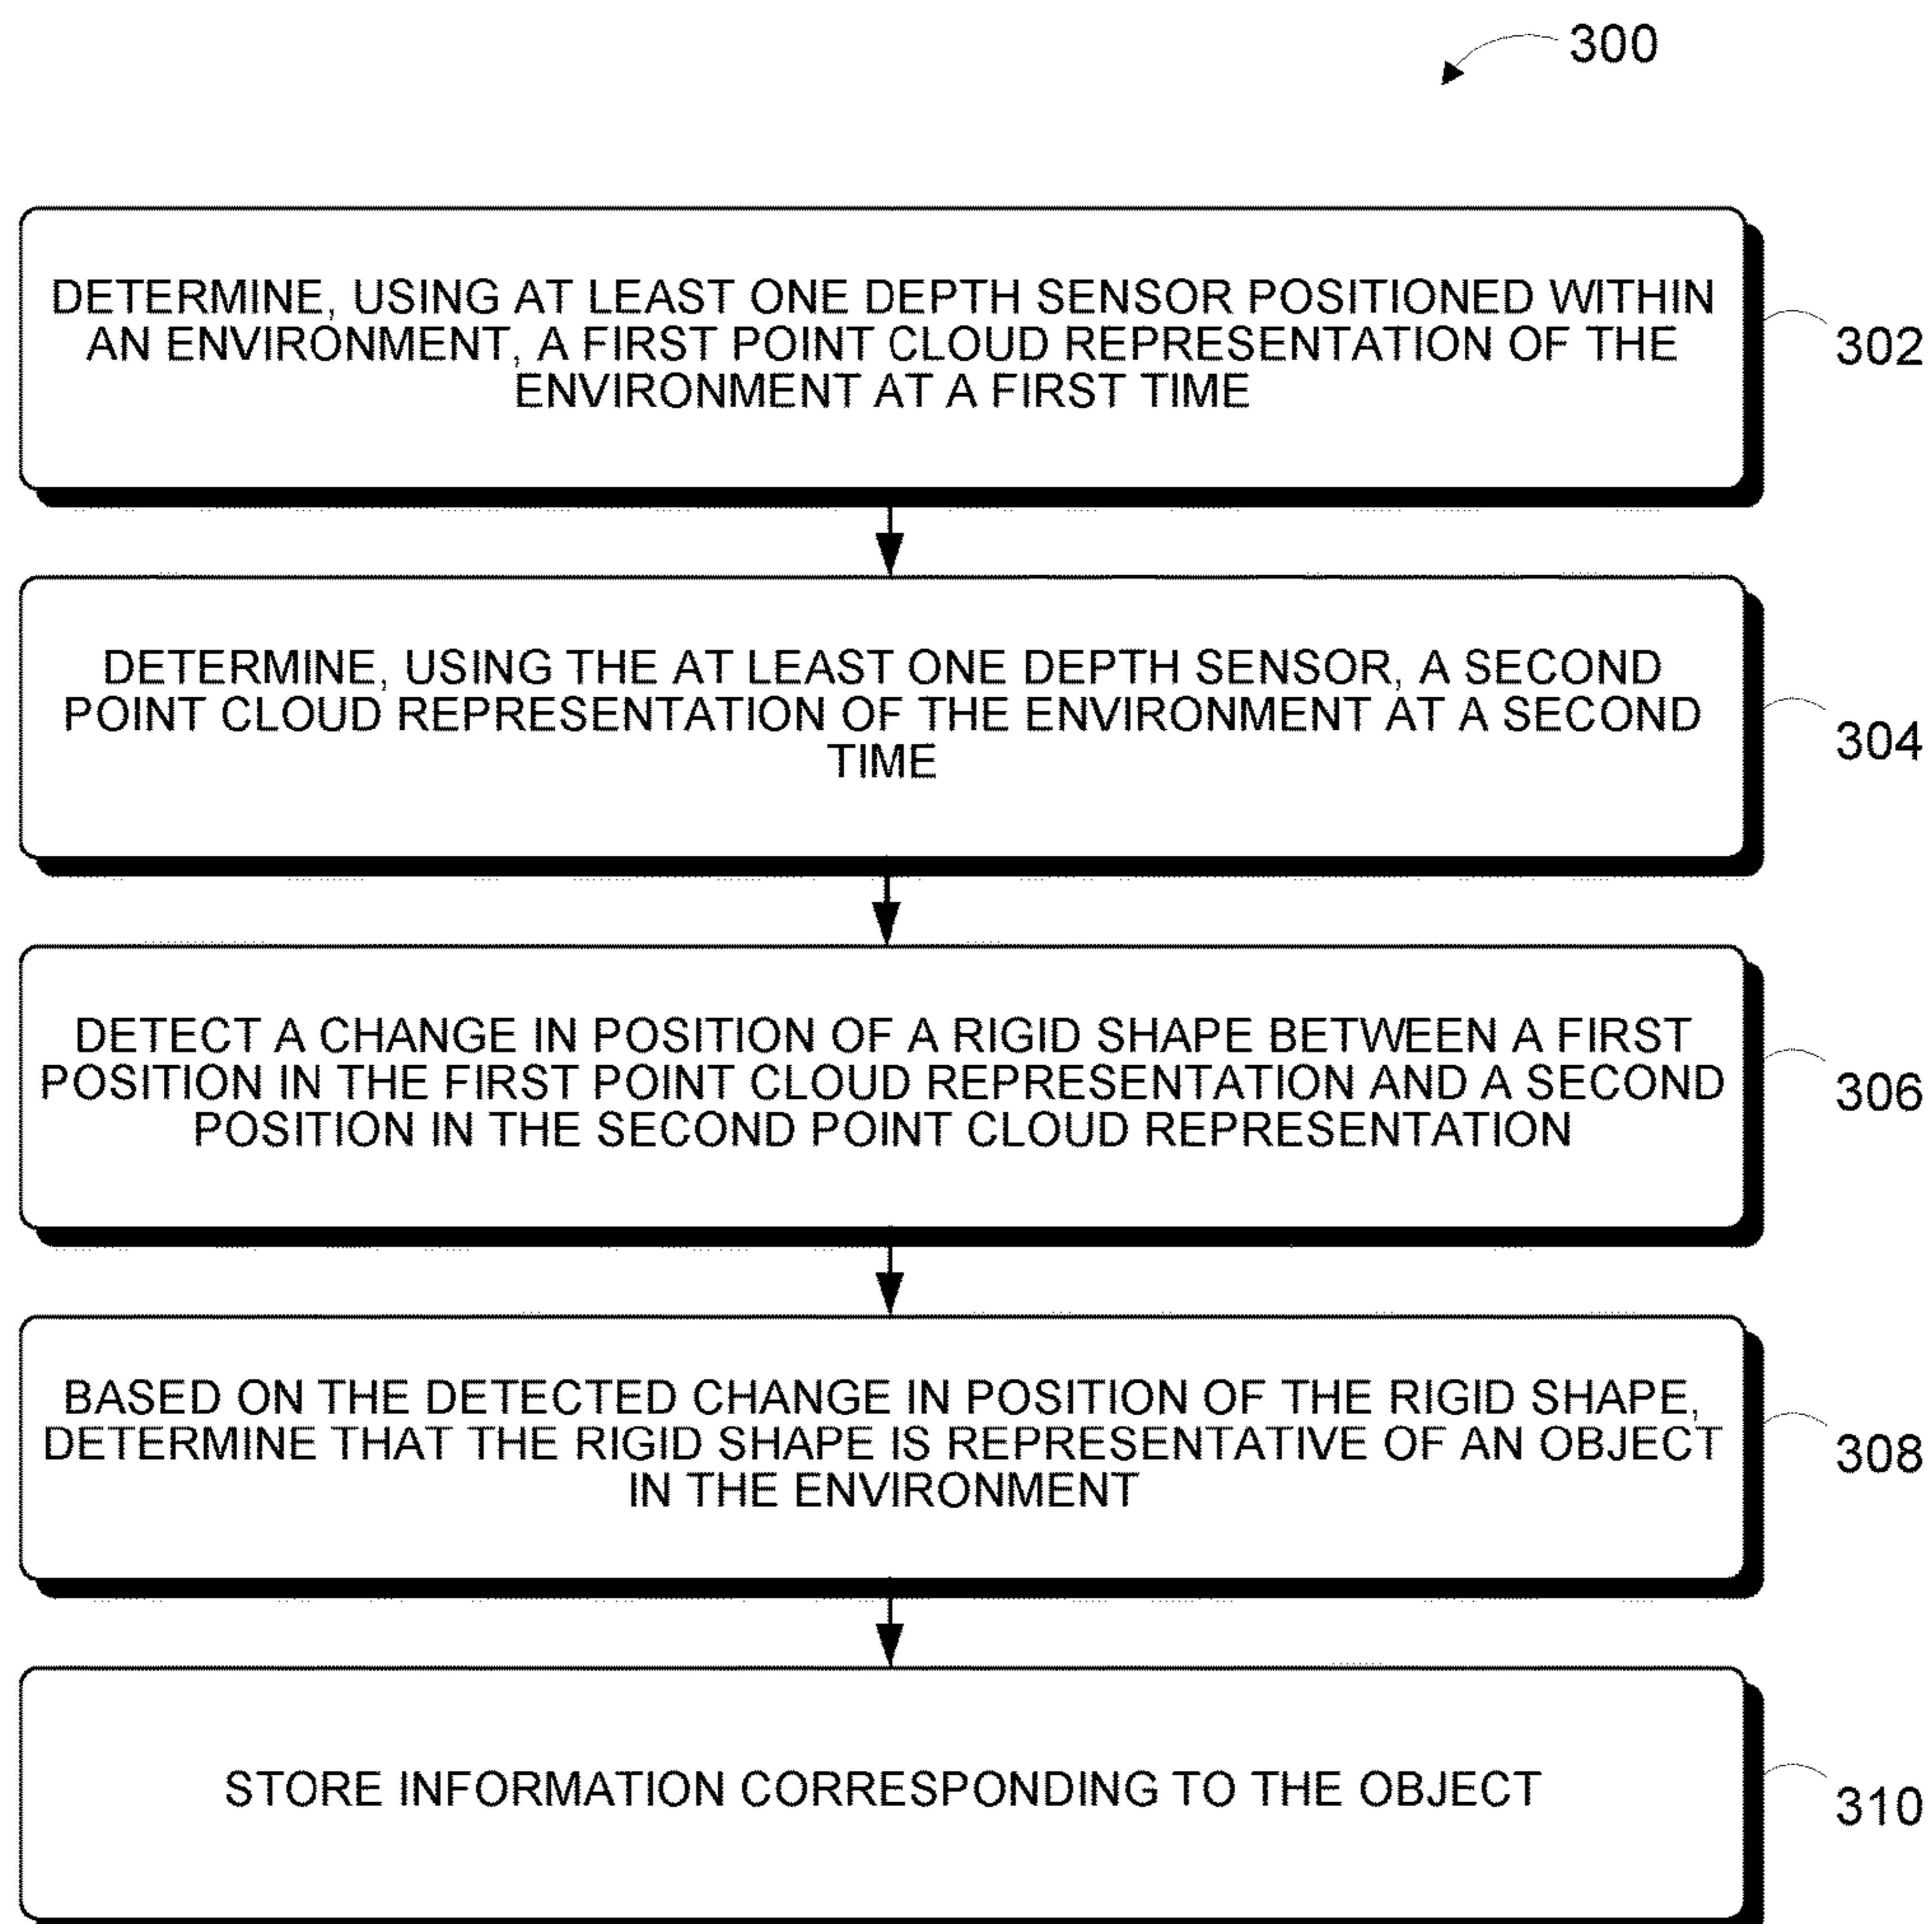 300
DETERMINE, USING AT LEAST ONE DEPTH SENSOR POSITIONED WITHIN
AN ENVIRONMENT, A FIRST POINT CLOUD REPRESENTATION OF THE
ENVIRONMENT AT A FIRST TIME
302
DETERMINE, USING THE AT LEAST ONE DEPTH SENSOR, A SECOND
POINT CLOUD REPRESENTATION OF THE ENVIRONMENT AT A SECOND
TIME
304
DETECT A CHANGE IN POSITION OF A RIGID SHAPE BETWEEN A FIRST
POSITION IN THE FIRST POINT CLOUD REPRESENTATION AND A SECOND
POSITION IN THE SECOND POINT CLOUD REPRESENTATION
306
BASED ON THE DETECTED CHANGE IN POSITION OF THE RIGID SHAPE,
DETERMINE THAT THE RIGID SHAPE IS REPRESENTATIVE OF AN OBJECT
IN THE ENVIRONMENT
308
STORE INFORMATION CORRESPONDING TO THE OBJECT
310